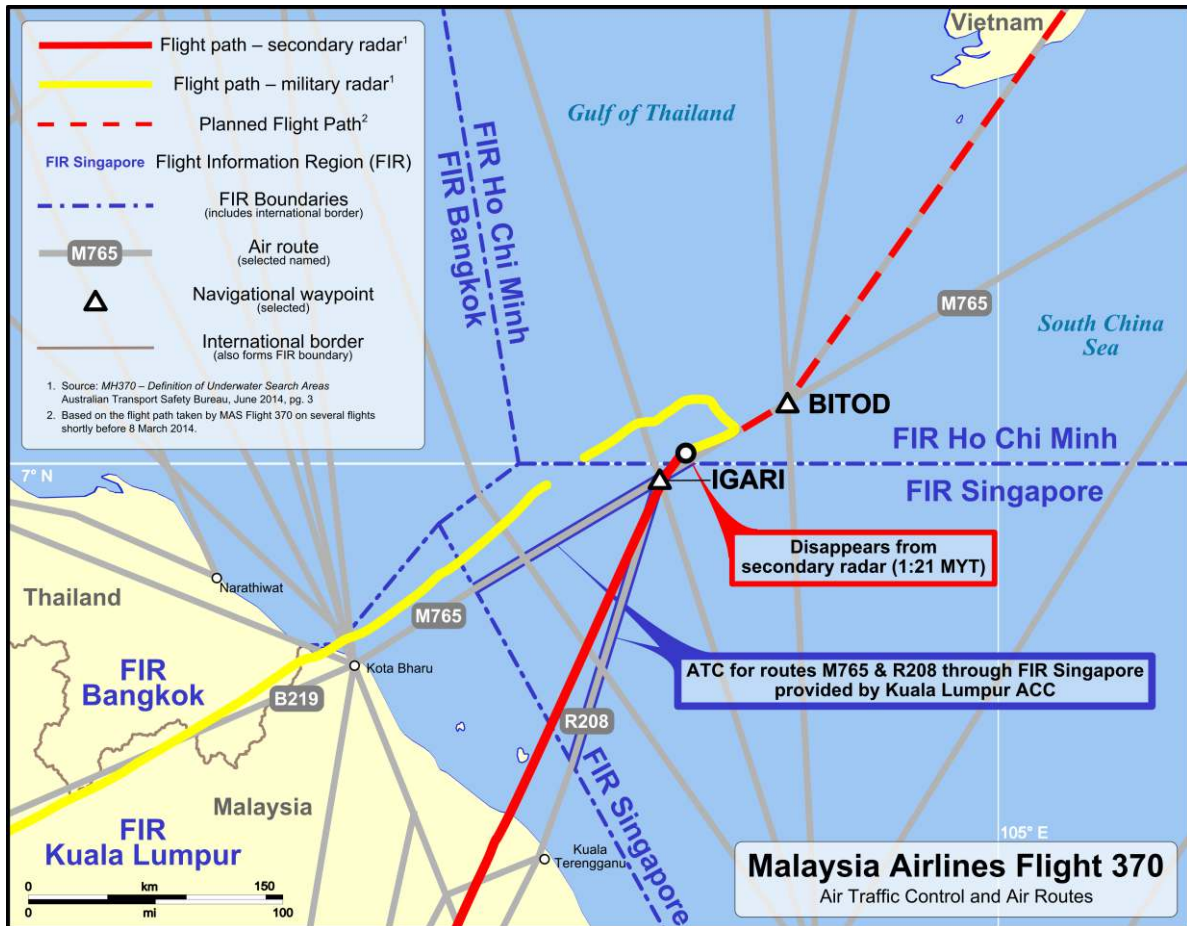 Flight path – secondary radar¹
Flight path – military radar¹
Planned Flight Path²
FIR Singapore Flight Information Region (FIR)
FIR Boundaries
(includes international border)
M765
Air route
(selected named)
Navigational waypoint
(selected)
International border
(also forms FIR boundary)
1. Source: MH370 – Definition of Underwater Search Areas
Australian Transport Safety Bureau, June 2014, pg. 3
2. Based on the flight path taken by MAS Flight 370 on several flights
shortly before 8 March 2014.
Vietnam
Gulf of Thailand
FIR Ho Chi Minh
FIR Bangkok
M765
South China
Sea
BITOD
FIR Ho Chi Minh
7° N
IGARI
FIR Singapore
Disappears from
secondary radar (1:21 MYT)
Narathiwat
Thailand
M765
Kota Bharu
ATC for routes M765 & R208 through FIR Singapore
provided by Kuala Lumpur ACC
FIR
Bangkok
B219
R208
FIR Singapore
Malaysia
FIR
Kuala Lumpur
105° E
Kuala
Terengganu
0 km 150
0 mi 100
Malaysia Airlines Flight 370
Air Traffic Control and Air Routes